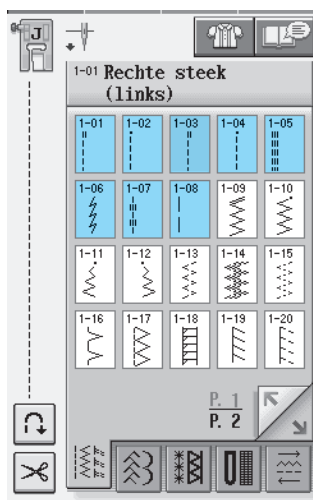 J
1-01 Rechte steek
(links)
1-01 1-02 1-03 1-04 1-05
1-06 1-07 1-08 1-09 1-10
1-11 1-12 1-13 1-14 1-15
1-16 1-17 1-18 1-19 1-20
P. 1
P. 2